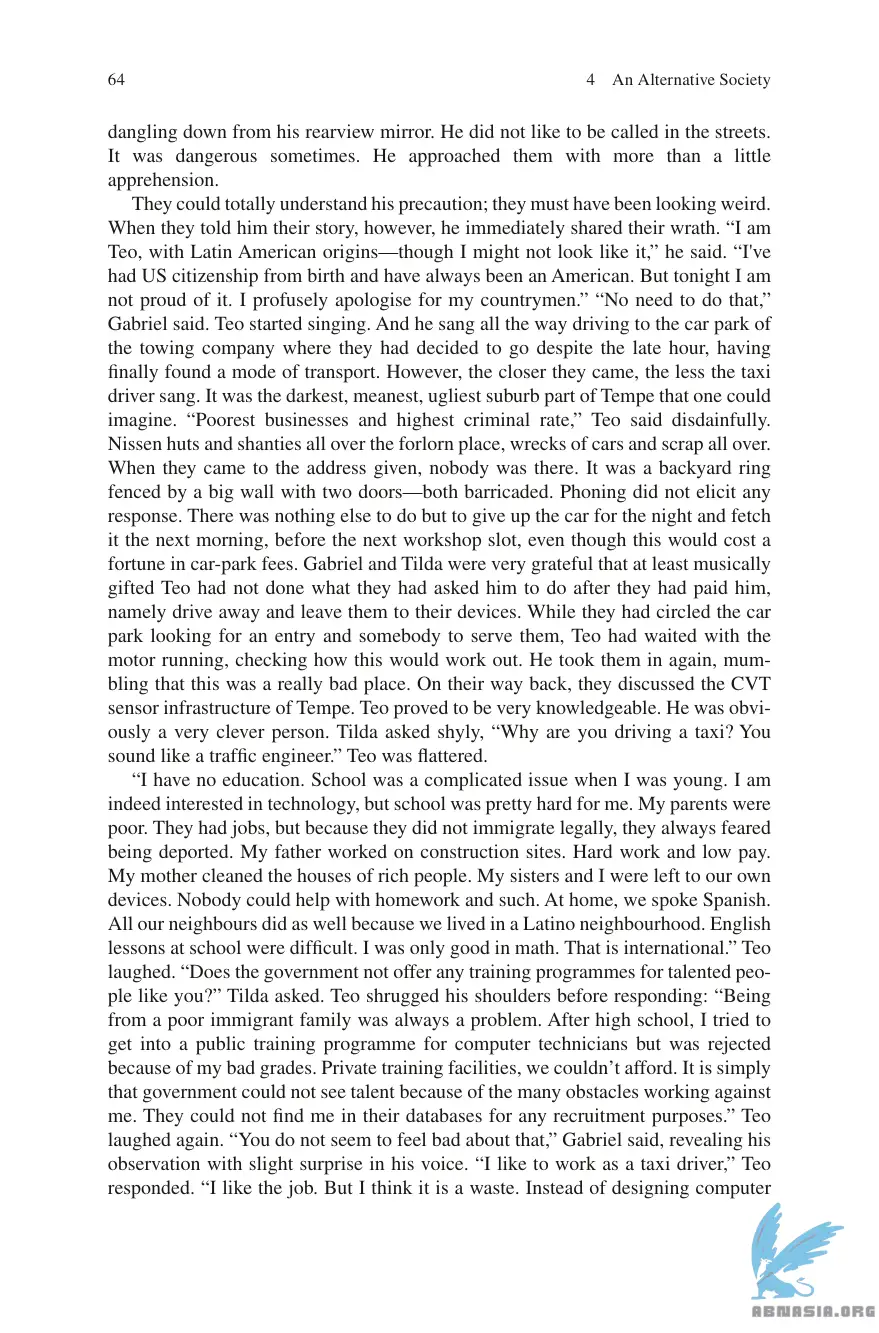 64
4 An Alternative Society
dangling down from his rearview mirror. He did not like to be called in the streets.
It was dangerous sometimes. He approached them with more than a little
apprehension.
They could totally understand his precaution; they must have been looking weird.
When they told him their story, however, he immediately shared their wrath. “I am
Teo, with Latin American origins—though I might not look like it,” he said. “I've
had US citizenship from birth and have always been an American. But tonight I am
not proud of it. I profusely apologise for my countrymen.” “No need to do that,”
Gabriel said. Teo started singing. And he sang all the way driving to the car park of
the towing company where they had decided to go despite the late hour, having
finally found a mode of transport. However, the closer they came, the less the taxi
driver sang. It was the darkest, meanest, ugliest suburb part of Tempe that one could
imagine. “Poorest businesses and highest criminal rate,” Teo said disdainfully.
Nissen huts and shanties all over the forlorn place, wrecks of cars and scrap all over.
When they came to the address given, nobody was there. It was a backyard ring
fenced by a big wall with two doors—both barricaded. Phoning did not elicit any
response. There was nothing else to do but to give up the car for the night and fetch
it the next morning, before the next workshop slot, even though this would cost a
fortune in car-park fees. Gabriel and Tilda were very grateful that at least musically
gifted Teo had not done what they had asked him to do after they had paid him,
namely drive away and leave them to their devices. While they had circled the car
park looking for an entry and somebody to serve them, Teo had waited with the
motor running, checking how this would work out. He took them in again, mum-
bling that this was a really bad place. On their way back, they discussed the CVT
sensor infrastructure of Tempe. Teo proved to be very knowledgeable. He was obvi-
ously a very clever person. Tilda asked shyly, “Why are you driving a taxi? You
sound like a traffic engineer.” Teo was flattered.
“I have no education. School was a complicated issue when I was young. I am
indeed interested in technology, but school was pretty hard for me. My parents were
poor. They had jobs, but because they did not immigrate legally, they always feared
being deported. My father worked on construction sites. Hard work and low pay.
My mother cleaned the houses of rich people. My sisters and I were left to our own
devices. Nobody could help with homework and such. At home, we spoke Spanish.
All our neighbours did as well because we lived in a Latino neighbourhood. English
lessons at school were difficult. I was only good in math. That is international.” Teo
laughed. “Does the government not offer any training programmes for talented peo-
ple like you?” Tilda asked. Teo shrugged his shoulders before responding: “Being
from a poor immigrant family was always a problem. After high school, I tried to
get into a public training programme for computer technicians but was rejected
because of my bad grades. Private training facilities, we couldn’t afford. It is simply
that government could not see talent because of the many obstacles working against
me. They could not find me in their databases for any recruitment purposes.” Teo
laughed again. “You do not seem to feel bad about that,” Gabriel said, revealing his
observation with slight surprise in his voice. “I like to work as a taxi driver,” Teo
responded. “I like the job. But I think it is a waste. Instead of designing computer
ABNASIA.ORG